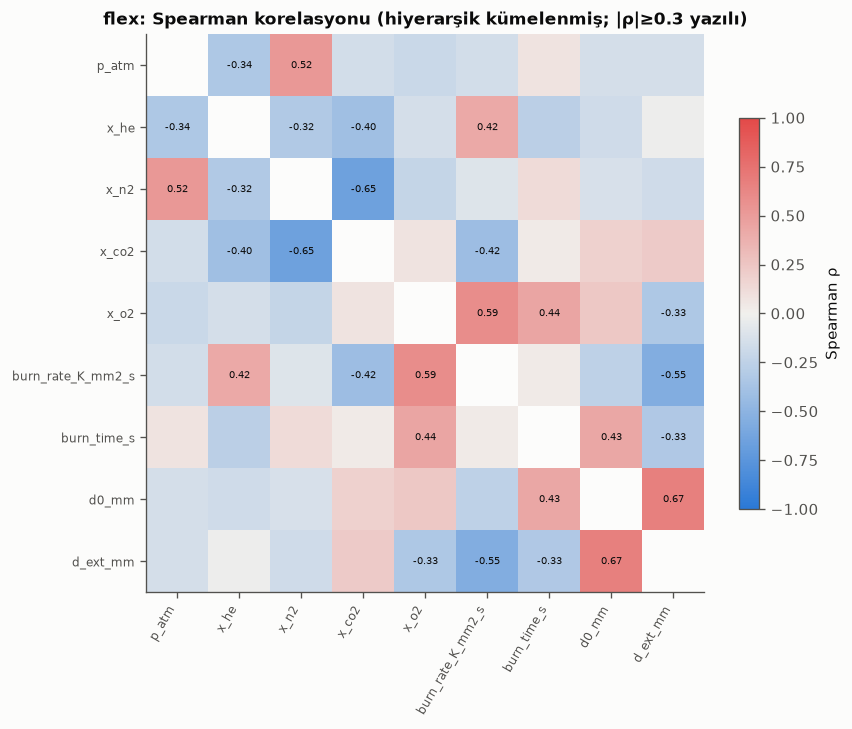 flex: Spearman korelasyonu (hiyerarşik kümelenmiş; |ρ|≥0.3 yazılı)
p_atm -0.34 0.52
x_he -0.34 -0.32 -0.40 0.42
x_n2 0.52 -0.32 -0.65
x_co2 -0.40 -0.65 -0.42
x_o2 0.59 0.44 -0.33
burn_rate_K_mm2_s 0.42 -0.42 0.59 -0.55
burn_time_s 0.44 0.43 -0.33
d0_mm 0.43 0.67
d_ext_mm -0.33 -0.55 -0.33 0.67
p_atm x_he x_n2 x_co2 x_o2 burn_rate_K_mm2_s burn_time_s d0_mm d_ext_mm
1.00
0.75
0.50
0.25
0.00
−0.25
−0.50
−0.75
−1.00
Spearman ρ